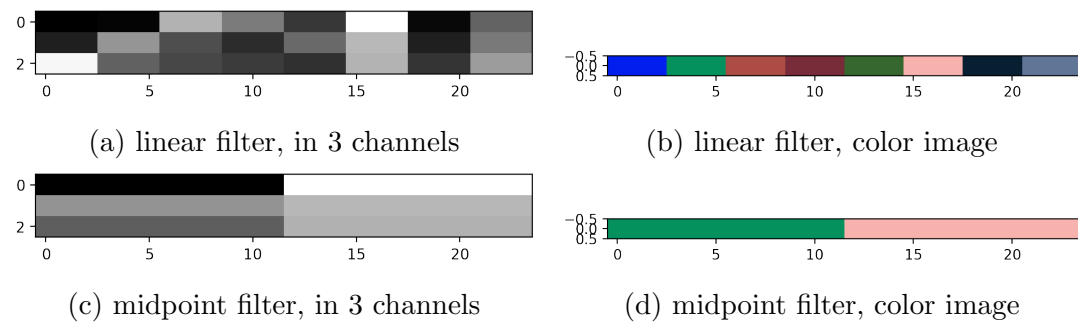 0
2
0 5 10 15 20
(a) linear filter, in 3 channels
−0.5
0.0
0.5
0 5 10 15 20
(b) linear filter, color image
0
2
0 5 10 15 20
(c) midpoint filter, in 3 channels
−0.5
0.0
0.5
0 5 10 15 20
(d) midpoint filter, color image